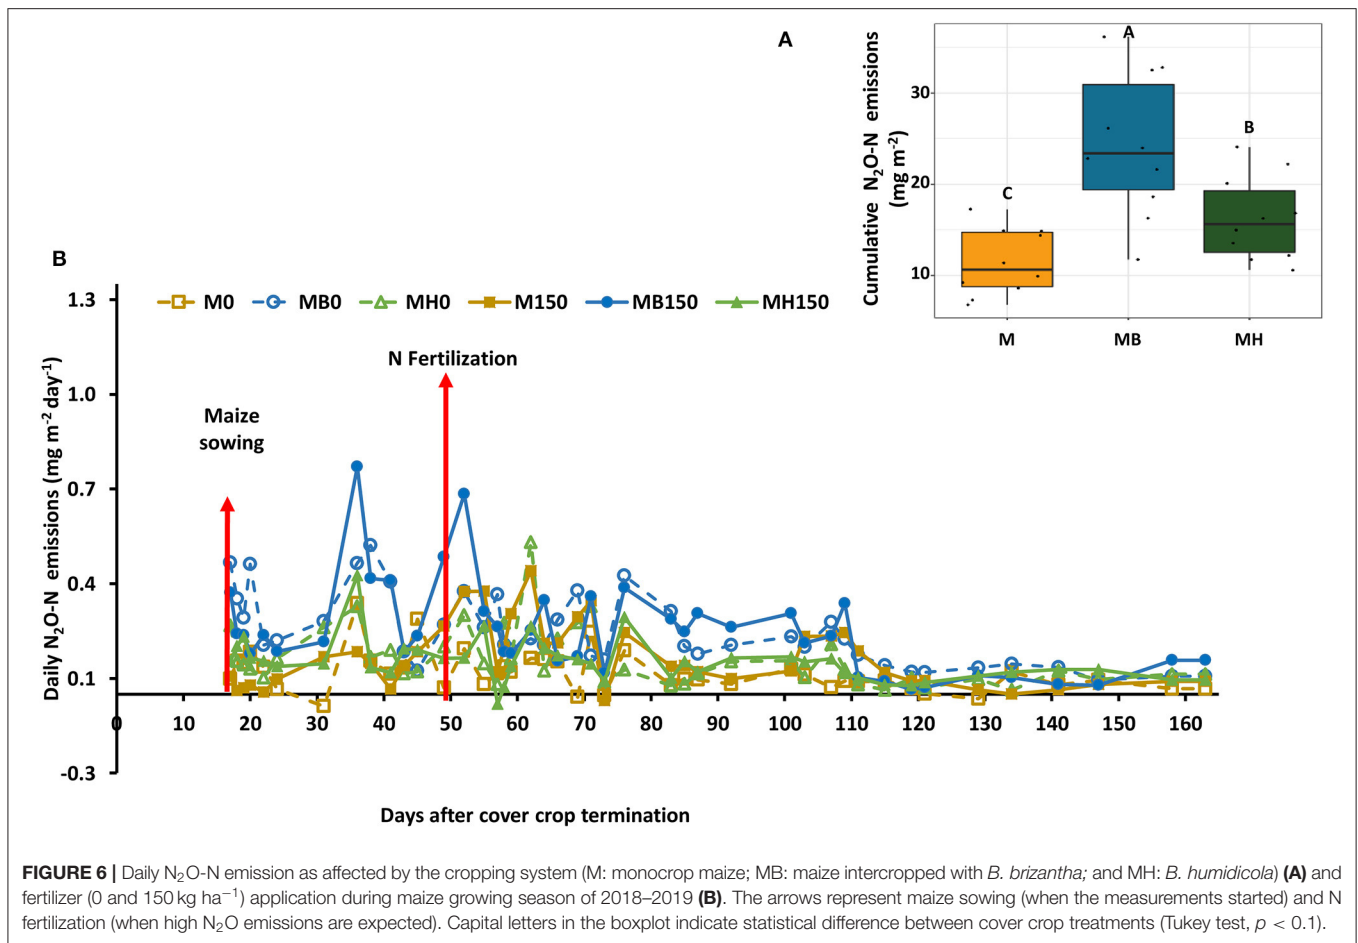 A
Cumulative N2O-N emissions
(mg m-2)
30
20
10
A
B
C
M MB MH
B
M0 MB0 MH0 M150 MB150 MH150
Daily N2O-N emissions (mg m-2 day-1)
1.3
1.0
0.7
0.4
0.1
-0.3
N Fertilization
Maize
sowing
0 10 20 30 40 50 60 70 80 90 100 110 120 130 140 150 160
Days after cover crop termination
FIGURE 6 | Daily N2O-N emission as affected by the cropping system (M: monocrop maize; MB: maize intercropped with B. brizantha; and MH: B. humidicola) (A) and
fertilizer (0 and 150 kg ha−1) application during maize growing season of 2018–2019 (B). The arrows represent maize sowing (when the measurements started) and N
fertilization (when high N2O emissions are expected). Capital letters in the boxplot indicate statistical difference between cover crop treatments (Tukey test, p < 0.1).